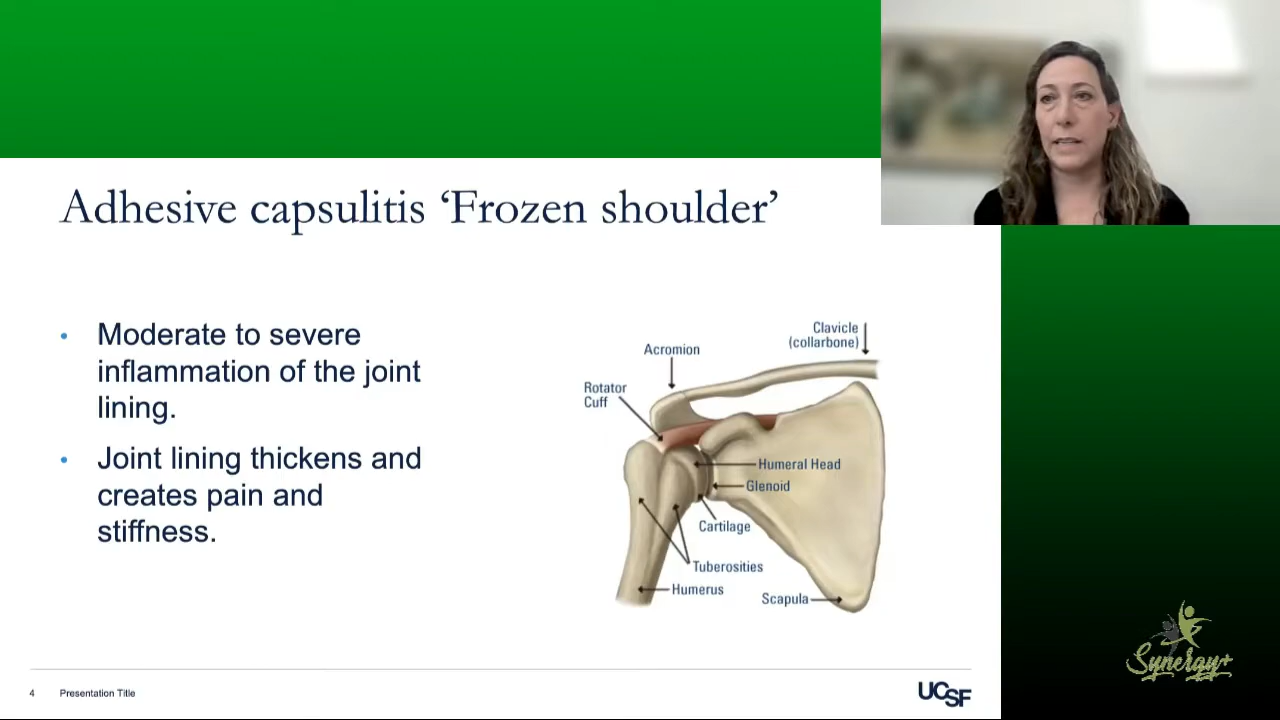 Adhesive capsulitis ‘Frozen shoulder’
• Moderate to severe
inflammation of the joint
lining.
• Joint lining thickens and
creates pain and
stiffness.
Clavicle
(collarbone)
Acromion
Rotator
Cuff
Humeral Head
Glenoid
Cartilage
Tuberosities
Humerus
Scapula
4 Presentation Title
UCSF
Synergy+